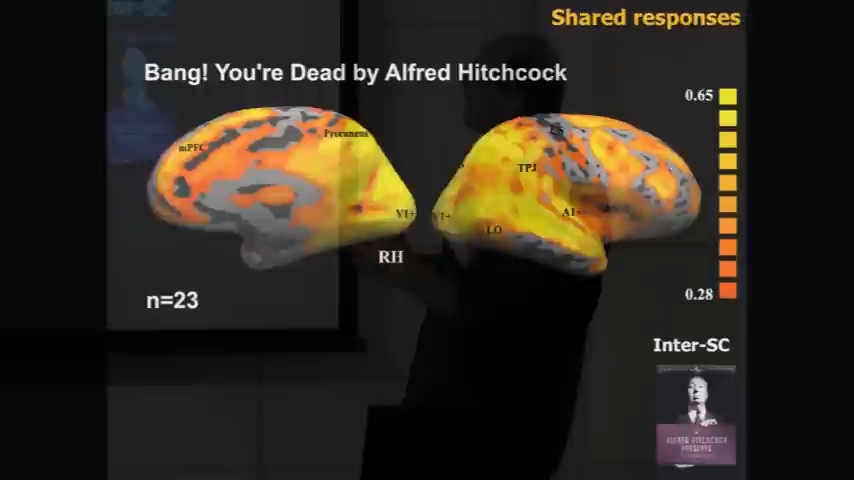 Shared responses
Bang! You're Dead by Alfred Hitchcock
0.65
mPFC
Precuneus
TPJ
V1+
V1+
A1+
LO
RH
0.28
n=23
Inter-SC
ALFRED HITCHCOCK
PRESENTS